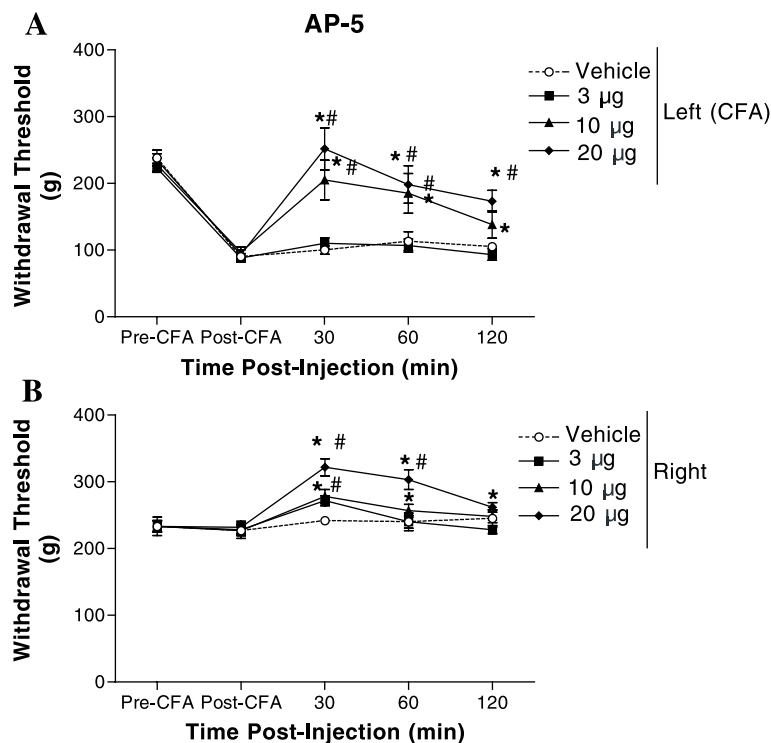 A
AP-5
400
300
200
100
0
Withdrawal Threshold
(g)
*#
* #
* #
#
*
* #
*
Vehicle
3 µg
10 µg
20 µg
Left (CFA)
Pre-CFA Post-CFA 30 60 120
Time Post-Injection (min)
B
400
300
200
100
0
Withdrawal Threshold
(g)
* #
*#
*#
*
*
Vehicle
3 µg
10 µg
20 µg
Right
Pre-CFA Post-CFA 30 60 120
Time Post-Injection (min)